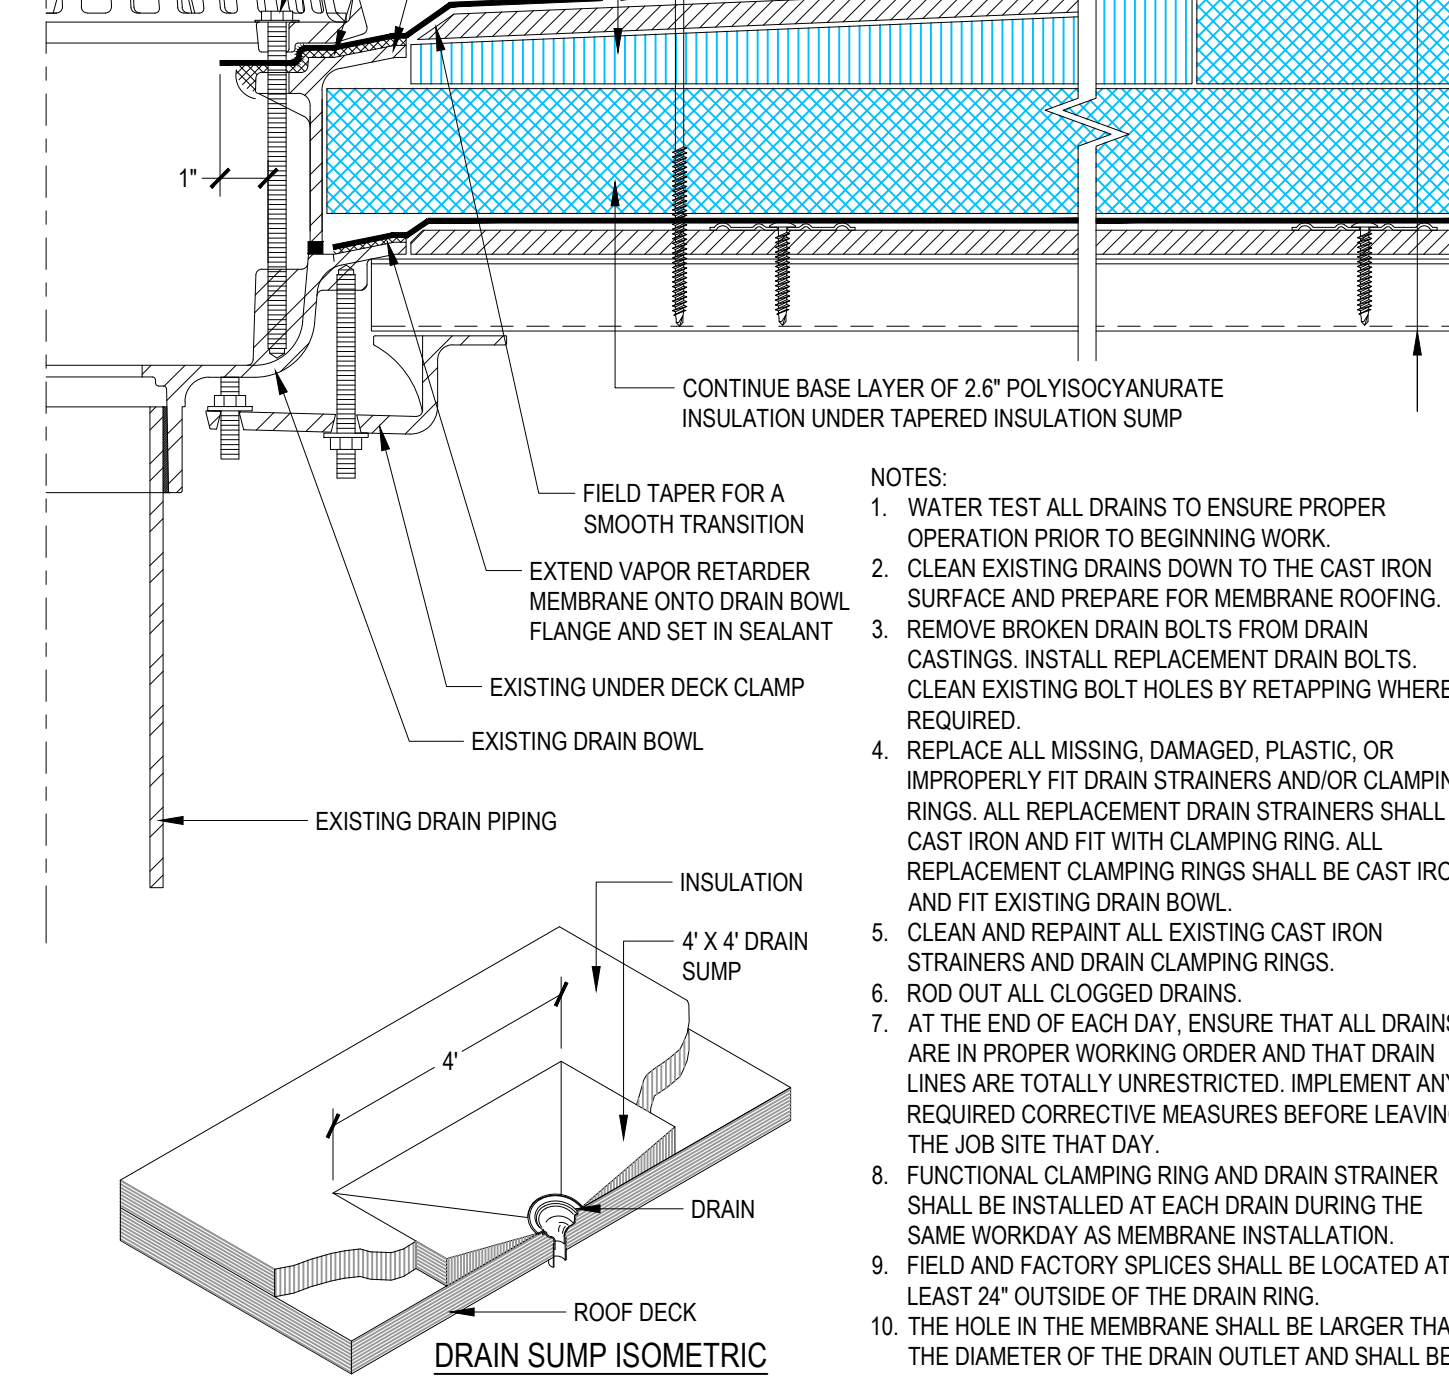 1"
CONTINUE BASE LAYER OF 2.6" POLYISOCYANURATE
INSULATION UNDER TAPERED INSULATION SUMP
FIELD TAPER FOR A
SMOOTH TRANSITION
EXTEND VAPOR RETARDER
MEMBRANE ONTO DRAIN BOWL
FLANGE AND SET IN SEALANT
EXISTING UNDER DECK CLAMP
EXISTING DRAIN BOWL
EXISTING DRAIN PIPING
INSULATION
4' X 4' DRAIN
SUMP
4'
DRAIN
ROOF DECK
DRAIN SUMP ISOMETRIC
NOTES:
1. WATER TEST ALL DRAINS TO ENSURE PROPER
OPERATION PRIOR TO BEGINNING WORK.
2. CLEAN EXISTING DRAINS DOWN TO THE CAST IRON
SURFACE AND PREPARE FOR MEMBRANE ROOFING.
3. REMOVE BROKEN DRAIN BOLTS FROM DRAIN
CASTINGS. INSTALL REPLACEMENT DRAIN BOLTS.
CLEAN EXISTING BOLT HOLES BY RETAPPING WHERE
REQUIRED.
4. REPLACE ALL MISSING, DAMAGED, PLASTIC, OR
IMPROPERLY FIT DRAIN STRAINERS AND/OR CLAMPIN
RINGS. ALL REPLACEMENT DRAIN STRAINERS SHALL
CAST IRON AND FIT WITH CLAMPING RING. ALL
REPLACEMENT CLAMPING RINGS SHALL BE CAST IRO
AND FIT EXISTING DRAIN BOWL.
5. CLEAN AND REPAINT ALL EXISTING CAST IRON
STRAINERS AND DRAIN CLAMPING RINGS.
6. ROD OUT ALL CLOGGED DRAINS.
7. AT THE END OF EACH DAY, ENSURE THAT ALL DRAINS
ARE IN PROPER WORKING ORDER AND THAT DRAIN
LINES ARE TOTALLY UNRESTRICTED. IMPLEMENT ANY
REQUIRED CORRECTIVE MEASURES BEFORE LEAVING
THE JOB SITE THAT DAY.
8. FUNCTIONAL CLAMPING RING AND DRAIN STRAINER
SHALL BE INSTALLED AT EACH DRAIN DURING THE
SAME WORKDAY AS MEMBRANE INSTALLATION.
9. FIELD AND FACTORY SPLICES SHALL BE LOCATED AT
LEAST 24" OUTSIDE OF THE DRAIN RING.
10. THE HOLE IN THE MEMBRANE SHALL BE LARGER THA
THE DIAMETER OF THE DRAIN OUTLET AND SHALL BE